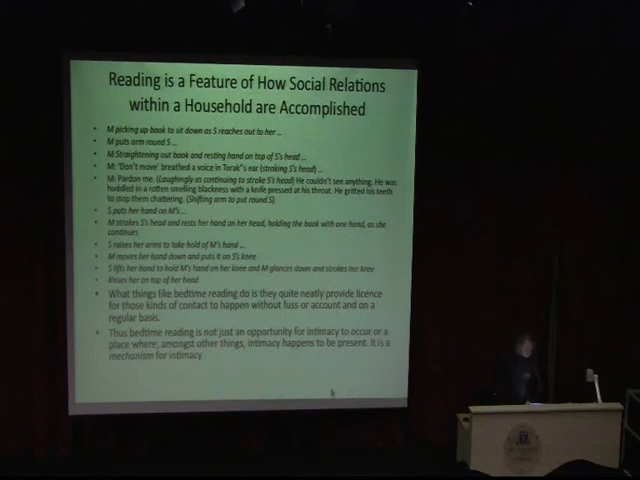 Reading is a Feature of How Social Relations
within a Household are Accomplished
• M picking up book to sit down as S reaches out to her ...
• M puts arm round S ...
• M Straightening out book and resting hand on top of S's head ...
• M: 'Don't move' breathed a voice in Torak"s ear (stroking S's head) ...
• M: Pardon me. (Laughingly as continuing to stroke S's head) He couldn't see anything. He was
huddled in a rotten smelling blackness with a knife pressed at his throat. He gritted his teeth
to stop them chattering. (Shifting arm to put round S)
• S puts her hand on M's ...
• M strokes S's head and rests her hand on her head, holding the book with one hand, as she
continues
• S raises her arms to take hold of M's hand ...
• M moves her hand down and puts it on S's knee
• S lifts her hand to hold M's hand on her knee and M glances down and strokes her knee
• Kisses her on top of her head
• What things like bedtime reading do is they quite neatly provide licence
for those kinds of contact to happen without fuss or account and on a
regular basis.
• Thus bedtime reading is not just an opportunity for intimacy to occur or a
place where, amongst other things, intimacy happens to be present. It is a
mechanism for intimacy